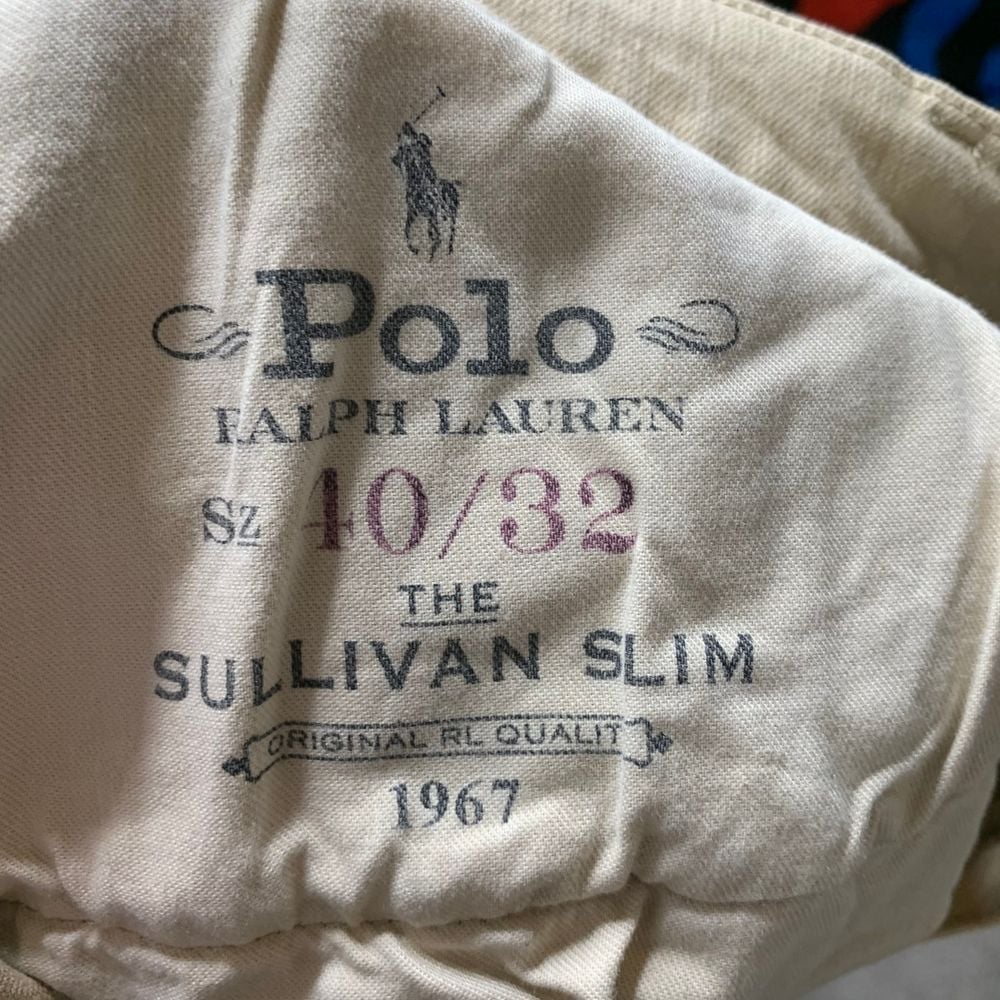 Polo
RALPH LAUREN
Sz 40/32
THE
SULLIVAN SLIM
ORIGINAL RL QUALIT
1967